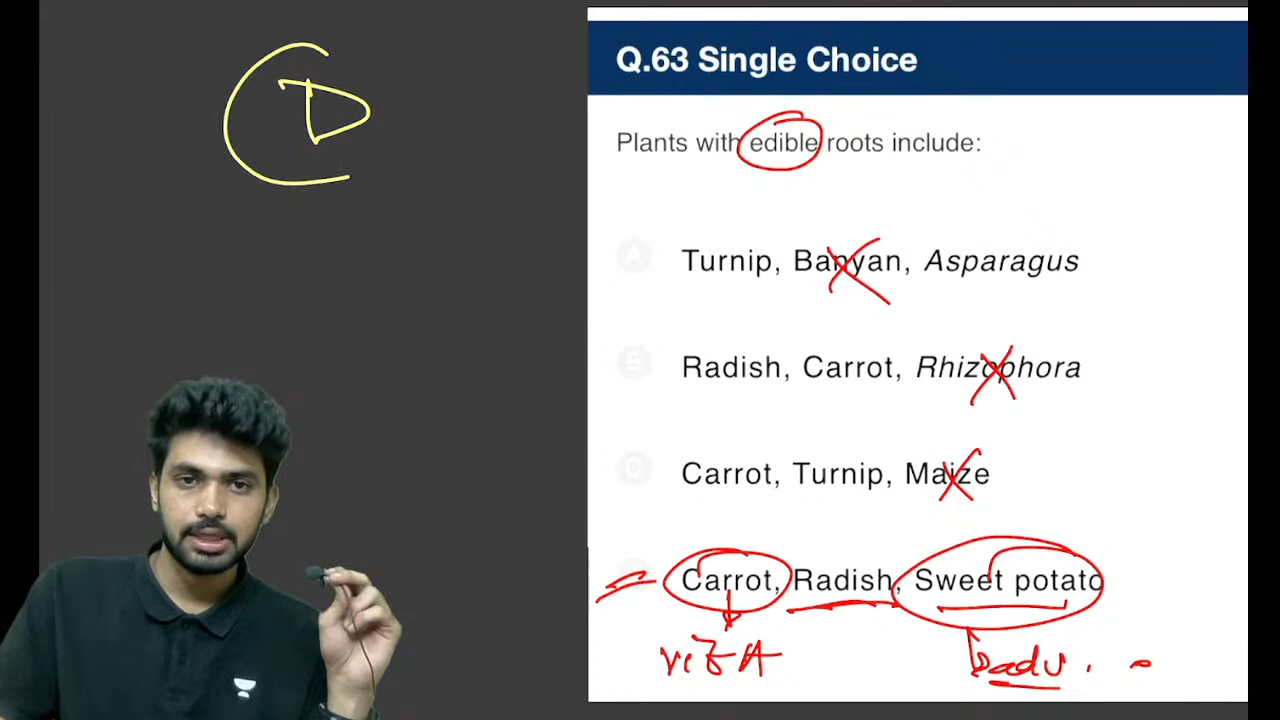 D
Q.63 Single Choice
Plants with edible roots include:
A Turnip, Banyan, Asparagus
B Radish, Carrot, Rhizophora
C Carrot, Turnip, Maize
Carrot, Radish, Sweet potato
vit A